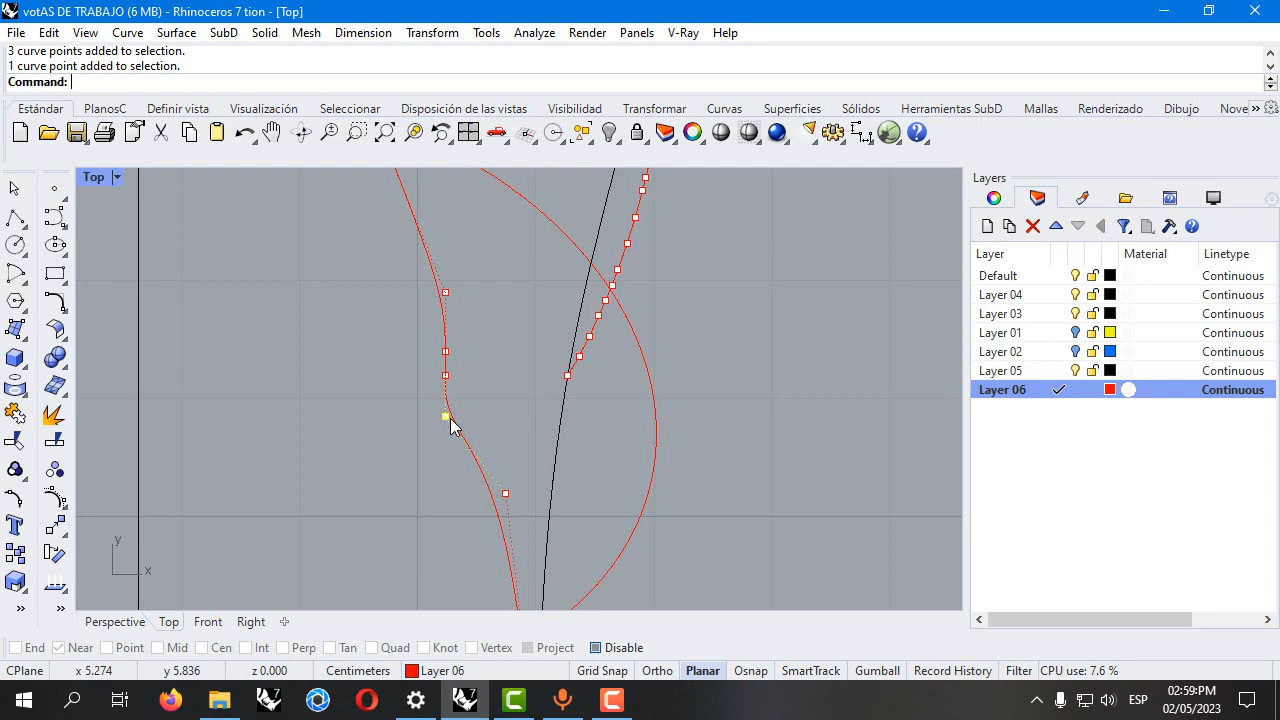 votAS DE TRABAJO (6 MB) - Rhinoceros 7 tion - [Top]
File Edit View Curve Surface SubD Solid Mesh Dimension Transform Tools Analyze Render Panels V-Ray Help
3 curve points added to selection.
1 curve point added to selection.
Command:
Estándar PlanosC Definir vista Visualización Seleccionar Disposición de las vistas Visibilidad Transformar Curvas Superficies Sólidos Herramientas SubD Mallas Renderizado Dibujo Nove
Top
Layers
Layer Material Linetype
Default Continuous
Layer 04 Continuous
Layer 03 Continuous
Layer 01 Continuous
Layer 02 Continuous
Layer 05 Continuous
Layer 06 Continuous
y
x
Perspective Top Front Right
End Near Point Mid Cen Int Perp Tan Quad Knot Vertex Project Disable
CPlane x 5.274 y 5.836 z 0.000 Centimeters Layer 06 Grid Snap Ortho Planar Osnap SmartTrack Gumball Record History Filter CPU use: 7.6 %
ESP
02:59:PM
02/05/2023